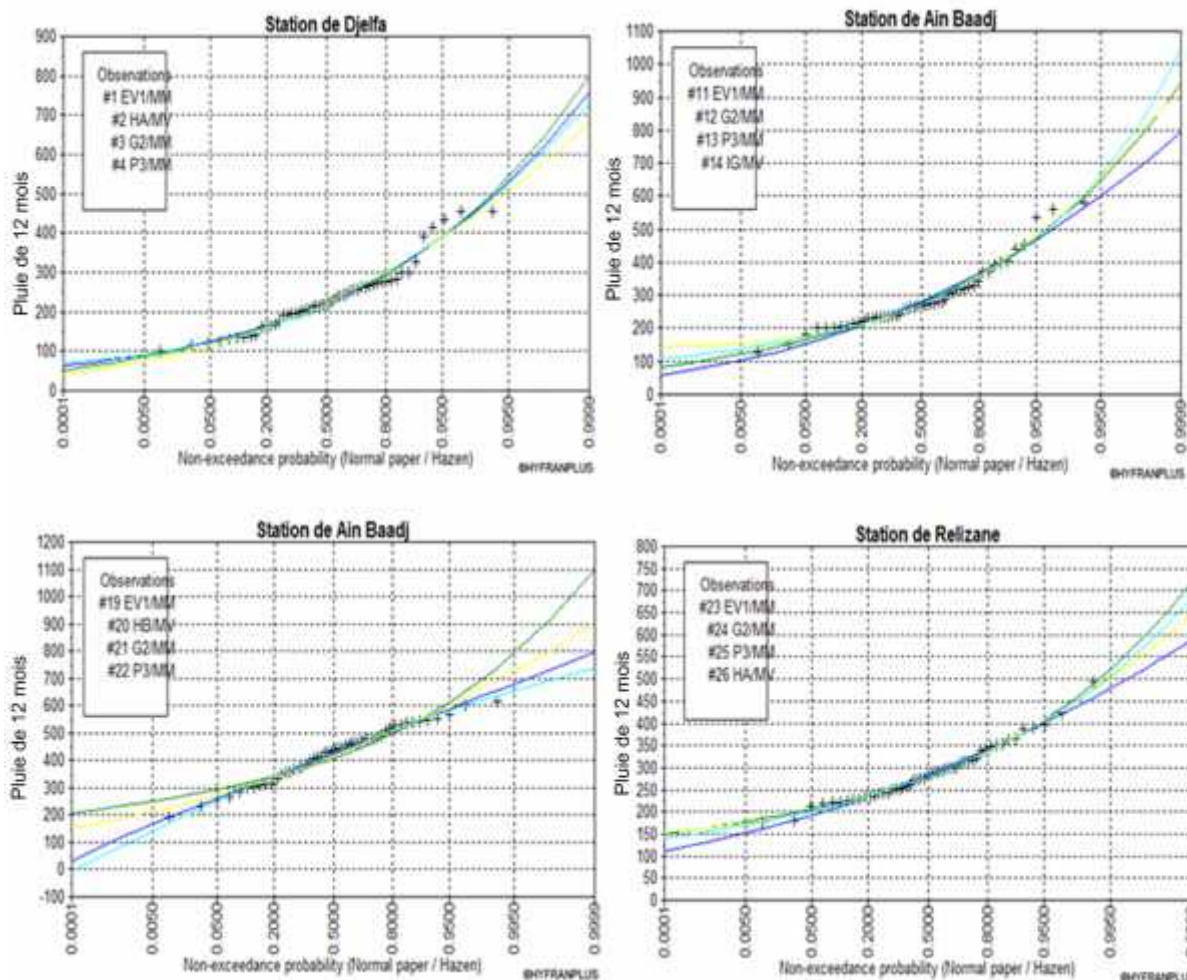 Station de Djelfa
Pluie de 12 mois
900
800
700
600
500
400
300
200
100
0
Observations
#1 EV1/MM
#2 HA/MV
#3 G2/MM
#4 P3/MM
0.0001 0.0050 0.0500 0.2000 0.5000 0.8000 0.9500 0.9950 0.9999
Non-exceedance probability (Normal paper / Hazen)
©HYFRANPLUS
Station de Ain Baadj
Pluie de 12 mois
1100
1000
900
800
700
600
500
400
300
200
100
0
Observations
#11 EV1/MM
#12 G2/MM
#13 P3/MM
#14 IG/MV
0.0001 0.0050 0.0500 0.2000 0.5000 0.8000 0.9500 0.9950 0.9999
Non-exceedance probability (Normal paper / Hazen)
©HYFRANPLUS
Station de Ain Baadj
Pluie de 12 mois
1200
1100
1000
900
800
700
600
500
400
300
200
100
0
-100
Observations
#19 EV1/MM
#20 HB/MV
#21 G2/MM
#22 P3/MM
0.0001 0.0050 0.0500 0.2000 0.5000 0.8000 0.9500 0.9950 0.9999
Non-exceedance probability (Normal paper / Hazen)
©HYFRANPLUS
Station de Relizane
Pluie de 12 mois
800
750
700
650
600
550
500
450
400
350
300
250
200
150
100
50
0
Observations
#23 EV1/MM
#24 G2/MM
#25 P3/MM
#26 HA/MV
0.0001 0.0050 0.0500 0.2000 0.5000 0.8000 0.9500 0.9950
Non-exceedance probability (Normal paper / Hazen)
©HYFRANPLUS